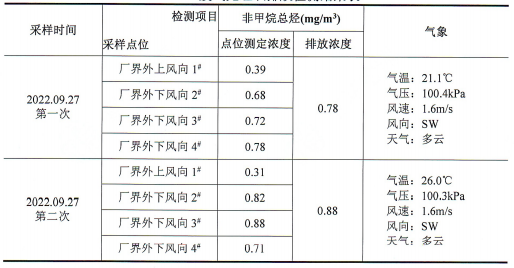 检测项目
非甲烷总烃(mg/m³)
采样时间
气象
采样点位
点位测定浓度
排放浓度
2022.09.27
第一次
厂界外上风向 1# 0.39
厂界外下风向 2# 0.68
厂界外下风向 3# 0.72
厂界外下风向 4# 0.78
0.78
气温：21.1℃
气压：100.4kPa
风速：1.6m/s
风向：SW
天气：多云
2022.09.27
第二次
厂界外上风向 1# 0.31
厂界外下风向 2# 0.82
厂界外下风向 3# 0.88
厂界外下风向 4# 0.71
0.88
气温：26.0℃
气压：100.3kPa
风速：1.6m/s
风向：SW
天气：多云